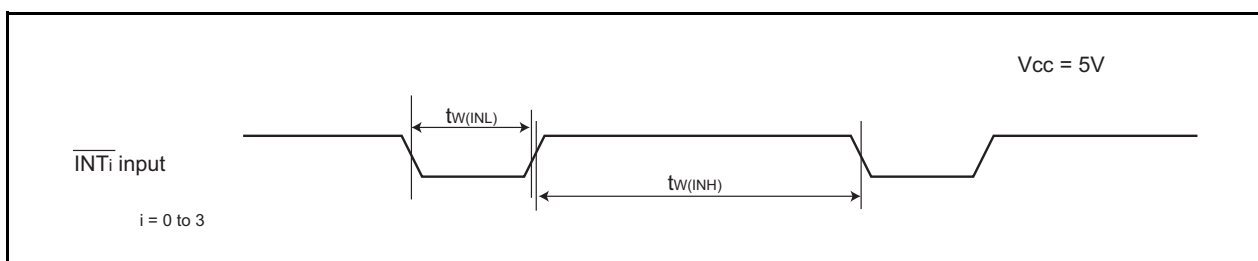 Vcc = 5V
tW(INL)
INTi input
tW(INH)
i = 0 to 3